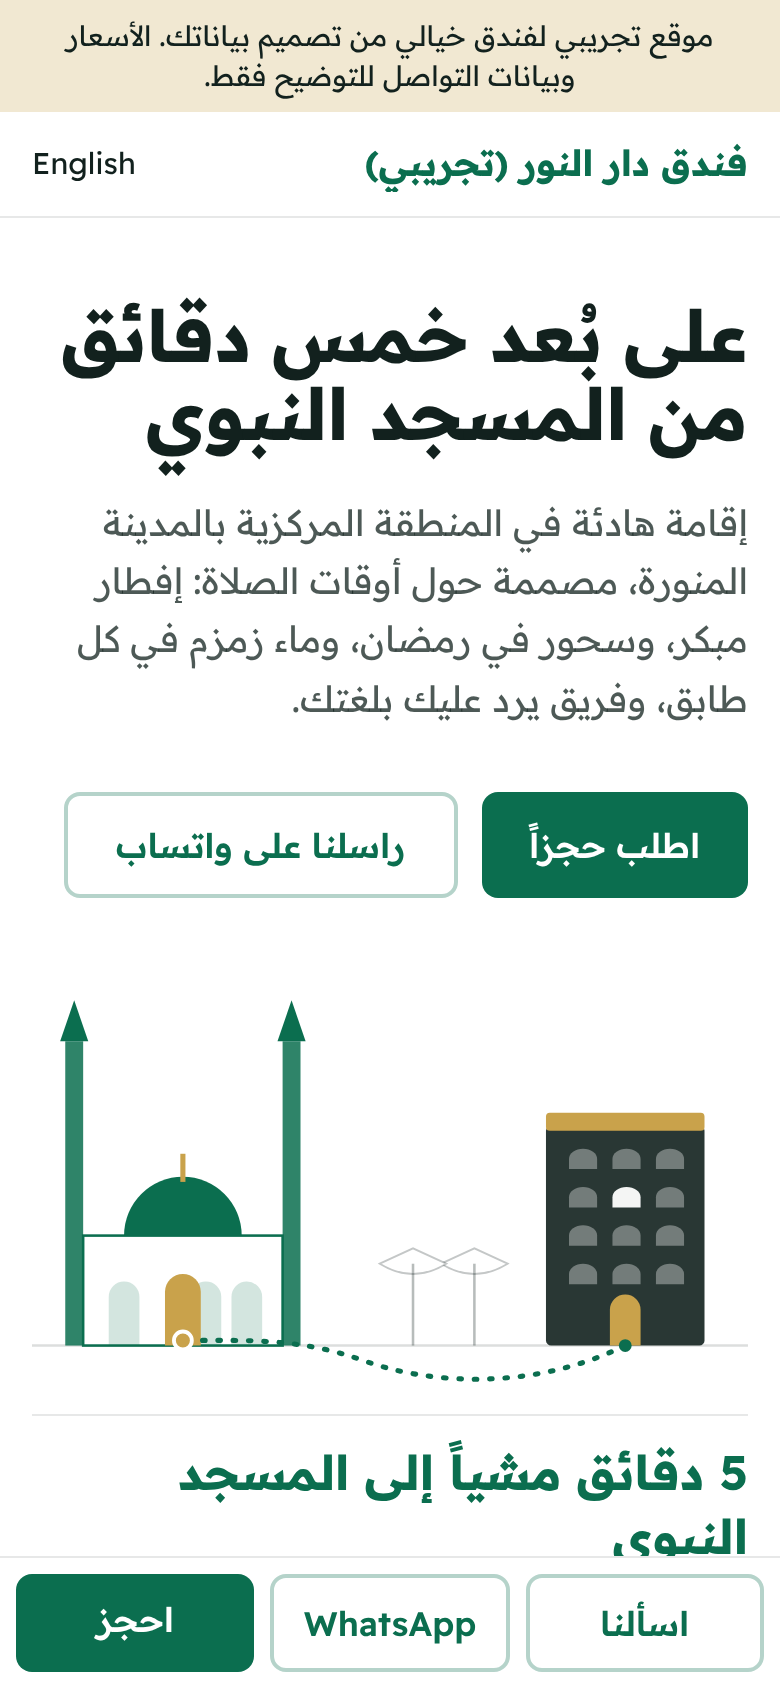 موقع تجريبي لفندق خيالي من تصميم بياناتك. الأسعار
وبيانات التواصل للتوضيح فقط.
فندق دار النور (تجريبي)
English
على بُعد خمس دقائق
من المسجد النبوي
إقامة هادئة في المنطقة المركزية بالمدينة
المنورة، مصممة حول أوقات الصلاة: إفطار
مبكر، وسحور في رمضان، وماء زمزم في كل
طابق، وفريق يرد عليك بلغتك.
اطلب حجزاً
راسلنا على واتساب
5 دقائق مشياً إلى المسجد
النبوي
اسألنا
WhatsApp
احجز